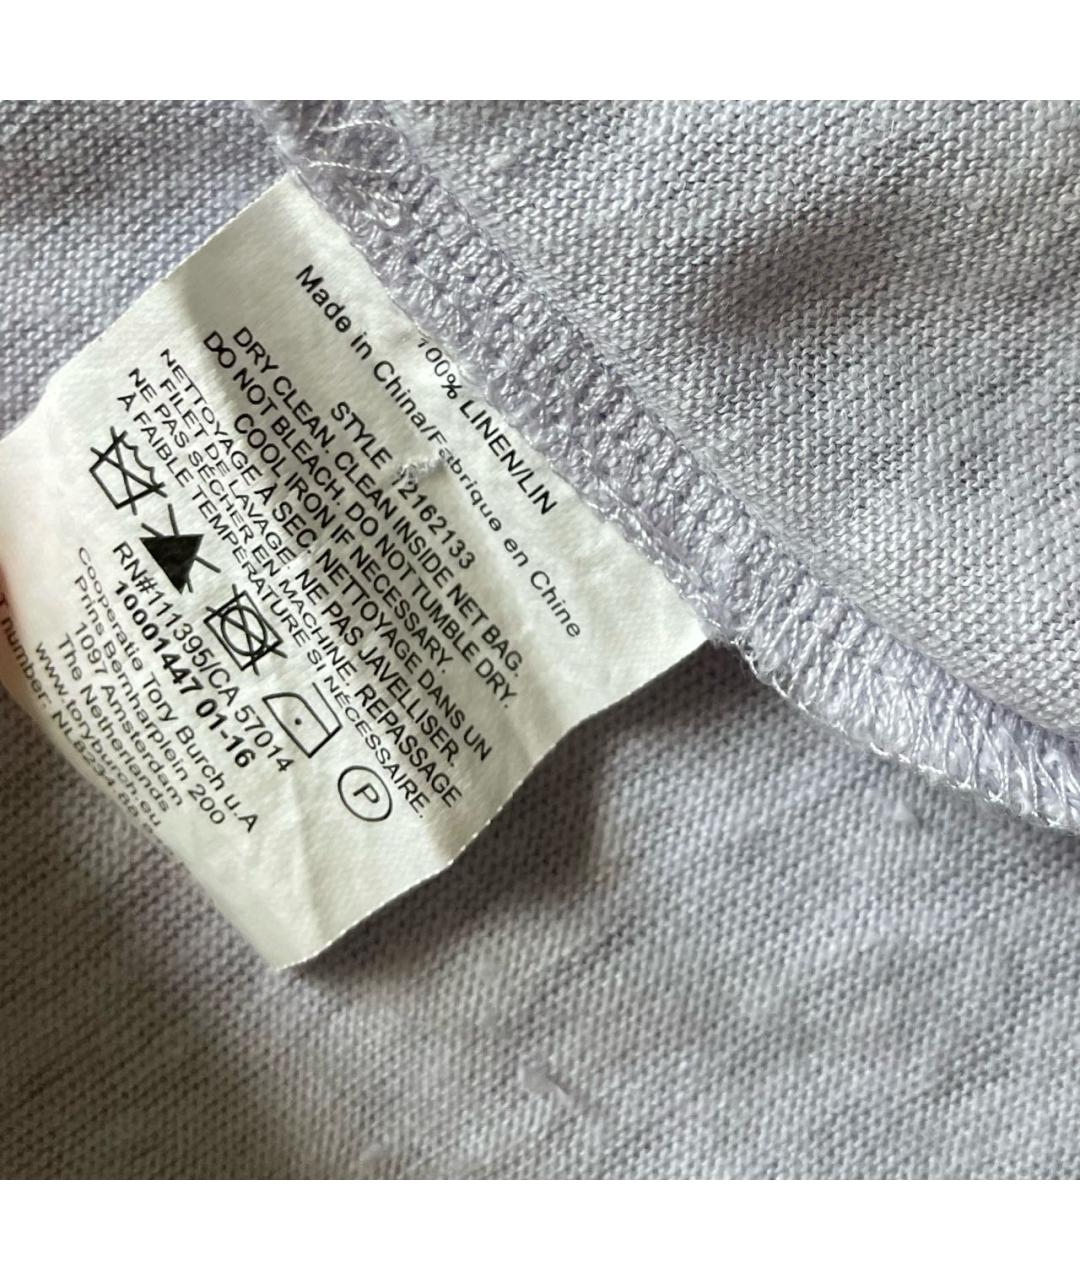 100% LINEN/LIN
Made in China/Fabrique en Chine
STYLE 12162133
DRY CLEAN. CLEAN INSIDE NET BAG.
DO NOT BLEACH. DO NOT TUMBLE DRY.
COOL IRON IF NECESSARY.
NETTOYAGE À SEC. NETTOYAGE DANS UN
FILET DE LAVAGE. NE PAS JAVELLISER.
NE PAS SÉCHER EN MACHINE. REPASSAGE
À FAIBLE TEMPÉRATURE SI NÉCESSAIRE.
P
RN#111395/CA 57014
10001447 01-16
Cooperatie Tory Burch u.A
Prins Bernharplein 200
1097 Amsterdam
The Netherlands
www.toryburch.eu
number: